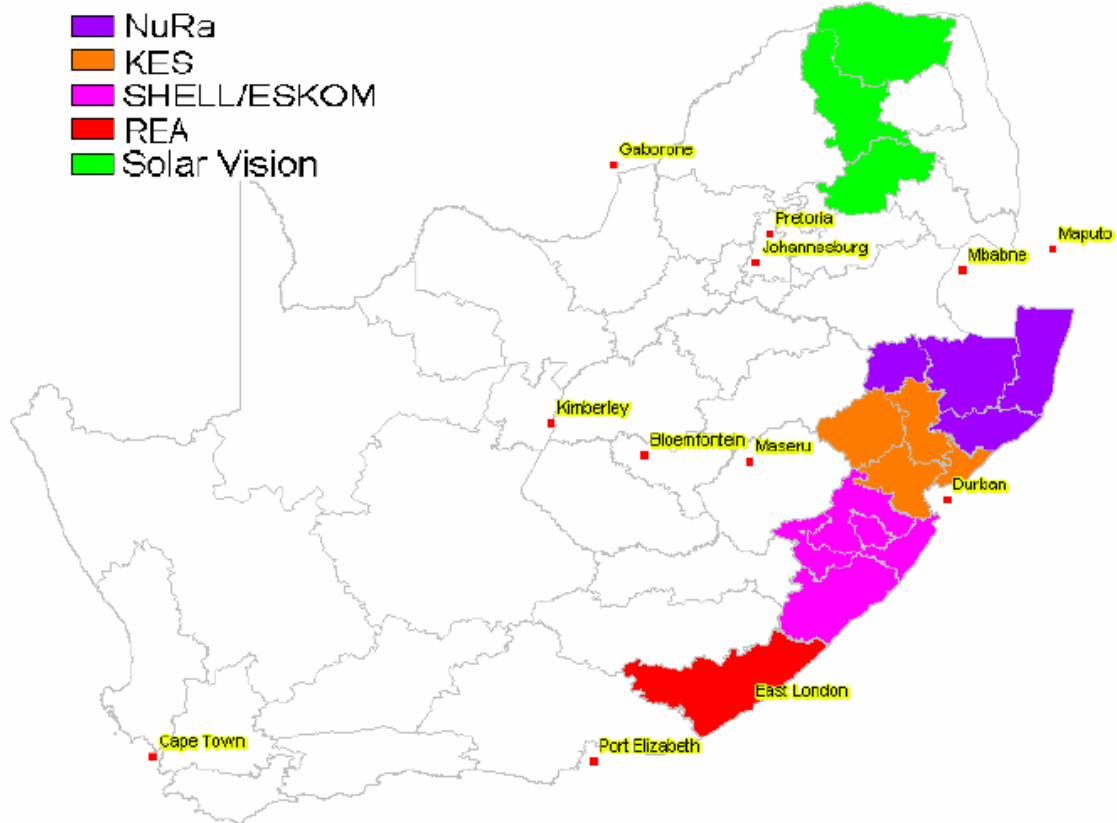 NuRa
KES
SHELL/ESKOM
REA
Solar Vision
Gaborone
Pretoria
Johannesburg
Mbabne
Maputo
Kimberley
Bloemfontein
Maseru
Durban
East London
Cape Town
Port Elizabeth